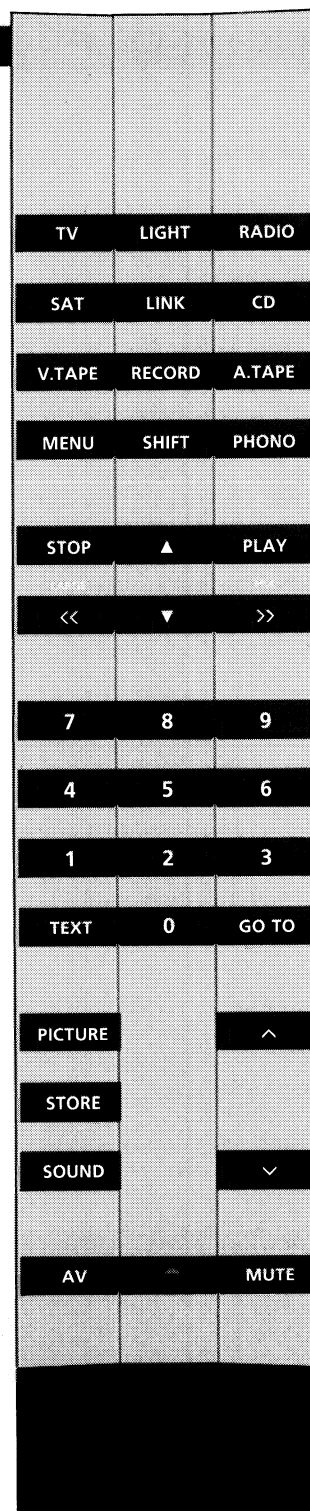 TV LIGHT RADIO
SAT LINK CD
V.TAPE RECORD A.TAPE
MENU SHIFT PHONO
STOP ▲ PLAY
<< ▼ >>
7 8 9
4 5 6
1 2 3
TEXT 0 GO TO
PICTURE ^
STORE
SOUND ∨
AV MUTE